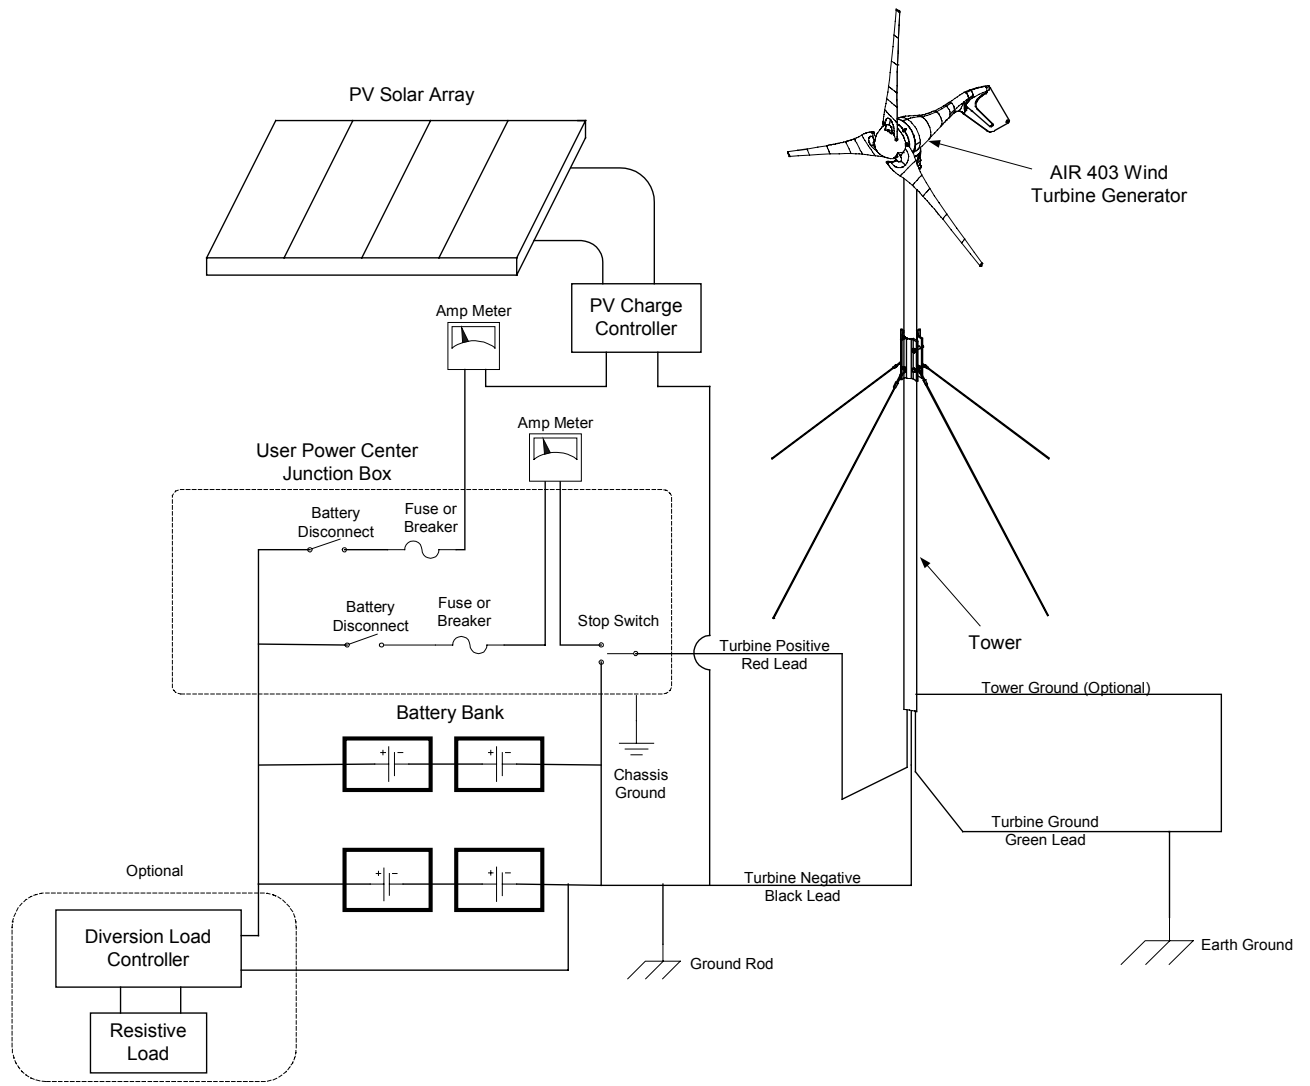 PV Solar Array
AIR 403 Wind
Turbine Generator
PV Charge
Controller
Amp Meter
Amp Meter
User Power Center
Junction Box
Battery
Disconnect
Fuse or
Breaker
Battery
Disconnect
Fuse or
Breaker
Stop Switch
Turbine Positive
Red Lead
Tower
Tower Ground (Optional)
Battery Bank
+ −
+ −
Chassis
Ground
Turbine Ground
Green Lead
+ −
+ −
Turbine Negative
Black Lead
Optional
Diversion Load
Controller
Ground Rod
Earth Ground
Resistive
Load